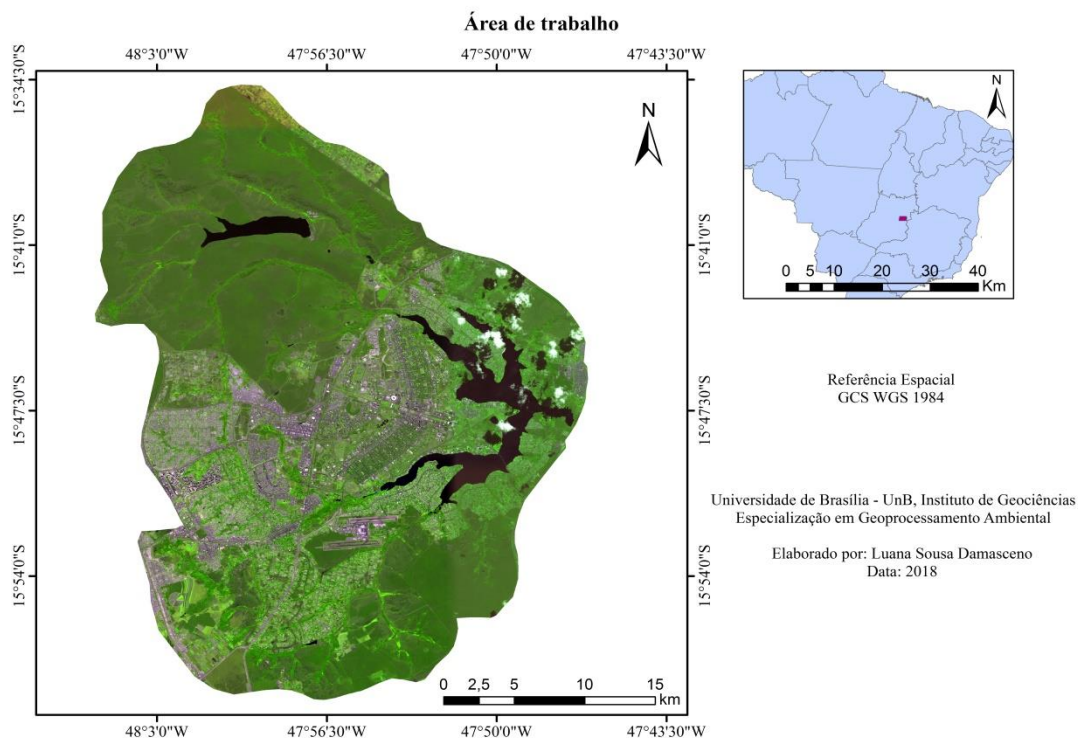 Área de trabalho
48°3'0"W 47°56'30"W 47°50'0"W 47°43'30"W
15°34'30"S
15°41'0"S
15°47'30"S
15°54'0"S
N
0 2,5 5 10 15
km
48°3'0"W 47°56'30"W 47°50'0"W 47°43'30"W
15°34'30"S
15°41'0"S
15°47'30"S
15°54'0"S
N
0 5 10 20 30 40
Km
Referência Espacial
GCS WGS 1984
Universidade de Brasília - UnB, Instituto de Geociências
Especialização em Geoprocessamento Ambiental
Elaborado por: Luana Sousa Damasceno
Data: 2018